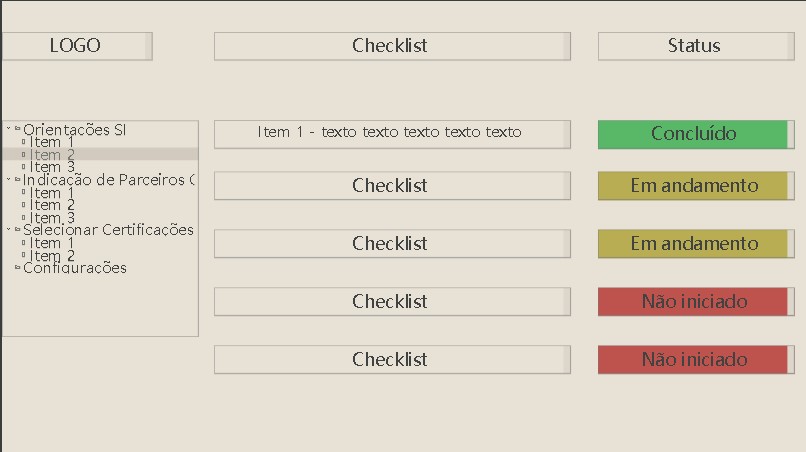 LOGO
Checklist
Status
Orientações SI
Item 1
Item 2
Item 3
Indicação de Parceiros
Item 1
Item 2
Item 3
Selecionar Certificações
Item 1
Item 2
Configurações
Item 1 - texto texto texto texto texto
Concluído
Checklist
Em andamento
Checklist
Em andamento
Checklist
Não iniciado
Checklist
Não iniciado